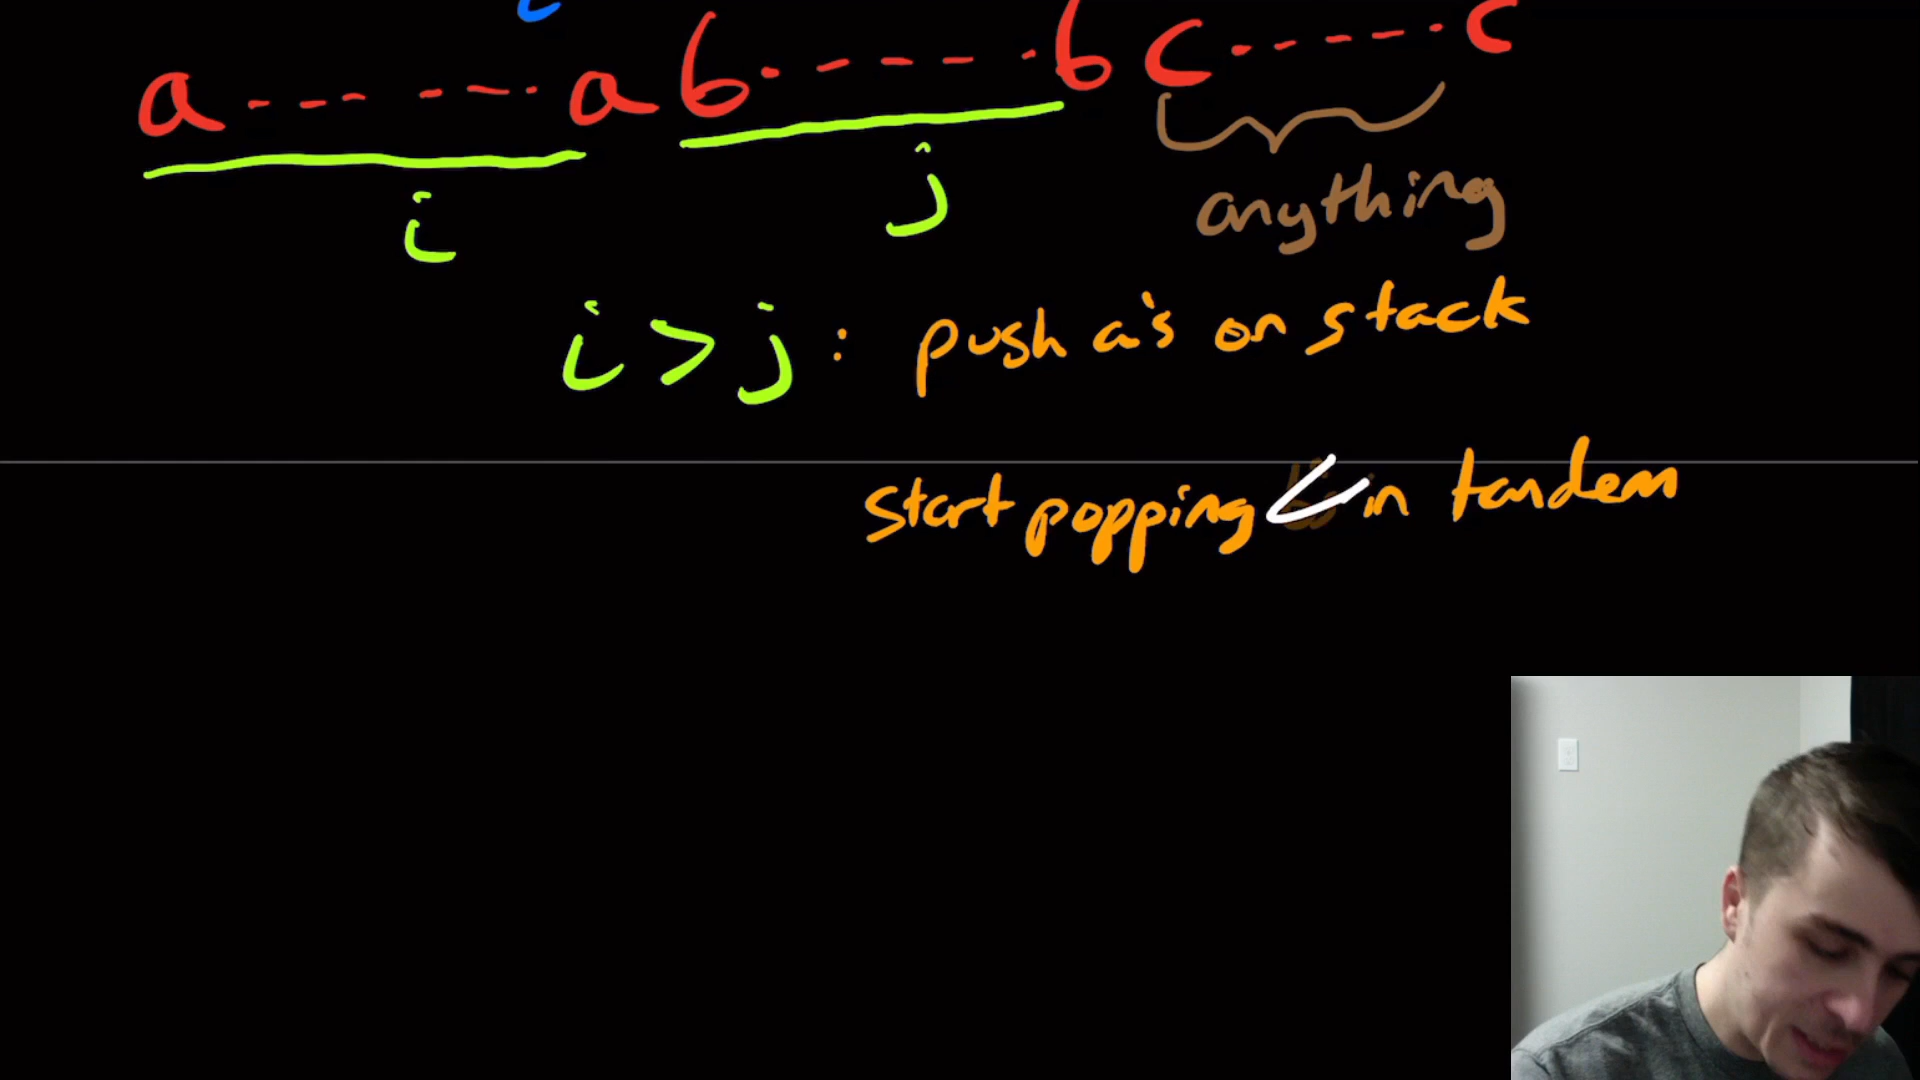 a - - - - - a b - - - - - b c - - - - - c
i j anything
i > j : push a's on stack
start popping in tandem